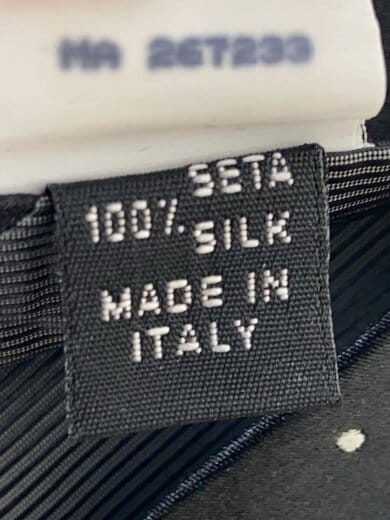 MA 267233
100% SETA
SILK
MADE IN
ITALY